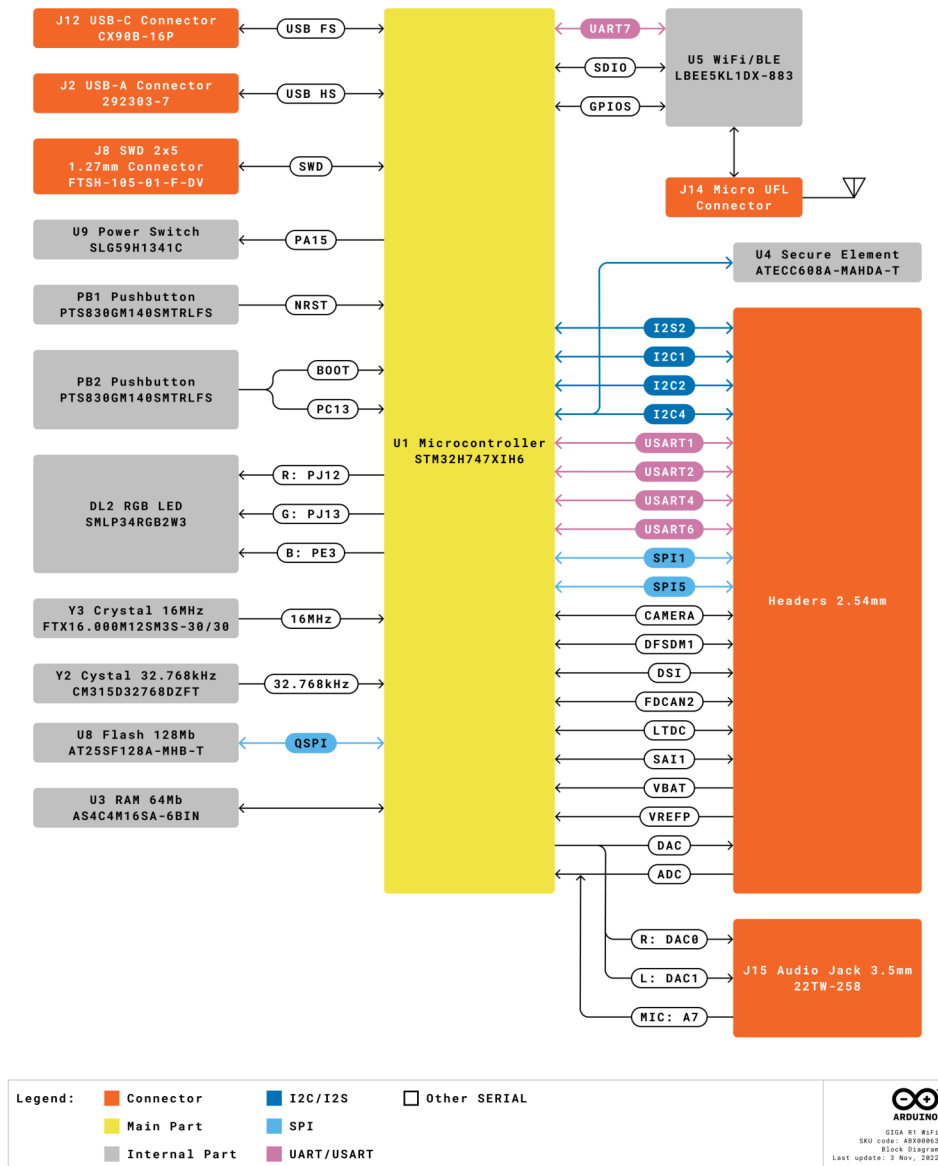 J12 USB-C Connector
CX90B-16P
USB FS
J2 USB-A Connector
292303-7
USB HS
J8 SWD 2x5
1.27mm Connector
FTSH-105-01-F-DV
SWD
U9 Power Switch
SLG59H1341C
PA15
PB1 Pushbutton
PTS830GM140SMTRLFS
NRST
PB2 Pushbutton
PTS830GM140SMTRLFS
BOOT
PC13
DL2 RGB LED
SMLP34RGB2W3
R: PJ12
G: PJ13
B: PE3
Y3 Crystal 16MHz
FTX16.000M12SM3S-30/30
16MHz
Y2 Cystal 32.768kHz
CM315D32768DZFT
32.768kHz
U8 Flash 128Mb
AT25SF128A-MHB-T
QSPI
U3 RAM 64Mb
AS4C4M16SA-6BIN
U1 Microcontroller
STM32H747XIH6
UART7
SDIO
GPIOS
U5 WiFi/BLE
LBEE5KL1DX-883
J14 Micro UFL
Connector
U4 Secure Element
ATECC608A-MAHDA-T
I2S2
I2C1
I2C2
I2C4
USART1
USART2
USART4
USART6
SPI1
SPI5
CAMERA
DFSDM1
DSI
FDCAN2
LTDC
SAI1
VBAT
VREFP
DAC
ADC
Headers 2.54mm
R: DAC0
L: DAC1
MIC: A7
J15 Audio Jack 3.5mm
22TW-258
Legend:
Connector
Main Part
Internal Part
I2C/I2S
SPI
UART/USART
Other SERIAL
ARDUINO
GIGA R1 WiFi
SKU code: ABX00063
Block Diagram
Last update: 3 Nov, 2022